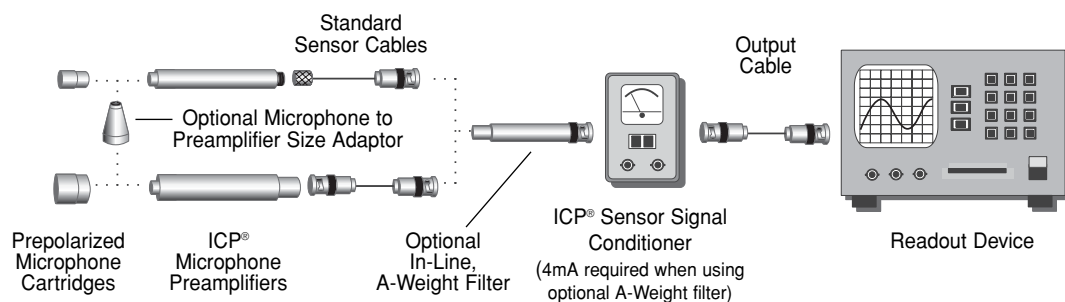 Standard
Sensor Cables
Output
Cable
Optional Microphone to
Preamplifier Size Adaptor
Prepolarized
Microphone
Cartridges
ICP®
Microphone
Preamplifiers
Optional
In-Line,
A-Weight Filter
ICP® Sensor Signal
Conditioner
(4mA required when using
optional A-Weight filter)
Readout Device